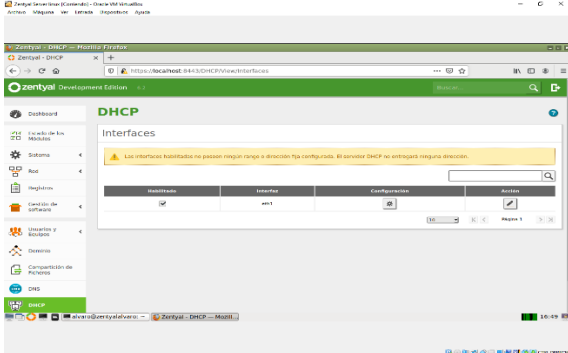 Zentyal Server linux (Corriendo) - Oracle VM VirtualBox
Archivo Máquina Ver Entrada Dispositivos Ayuda
Zentyal - DHCP — Mozilla Firefox
Zentyal - DHCP
https://localhost:8443/DHCP/View/Interfaces
zentyal Development Edition
Buscar...
Dashboard
DHCP
Interfaces
Estado de los
Módulos
Las interfaces habilitadas no poseen ningún rango o dirección fija configurada. El servidor DHCP no entregará ninguna dirección.
Sistema
Red
Registros
Habilitado Interfaz Configuración Acción
eth1
Gestión de
software
10 Página 1
Usuarios y
Equipos
Dominio
Compartición de
Ficheros
DNS
DHCP
Zentyal - DHCP — Mozill...
16:49